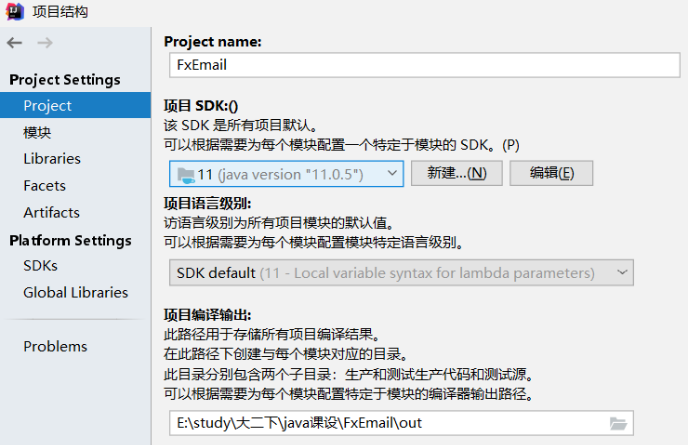 项目结构
Project Settings
Project
模块
Libraries
Facets
Artifacts
Platform Settings
SDKs
Global Libraries
Problems
Project name:
FxEmail
项目 SDK:()
该 SDK 是所有项目默认。
可以根据需要为每个模块配置一个特定于模块的 SDK。(P)
11 (java version "11.0.5")
新建...(N)
编辑(E)
项目语言级别:
访语言级别为所有项目模块的默认值。
可以根据需要为每个模块配置模块特定语言级别。
SDK default (11 - Local variable syntax for lambda parameters)
项目编译输出:
此路径用于存储所有项目编译结果。
在此路径下创建与每个模块对应的目录。
此目录分别包含两个子目录：生产和测试生产代码和测试源。
可以根据需要为每个模块配置特定于模块的编译器输出路径。
E:\study\大二下\java课设\FxEmail\out